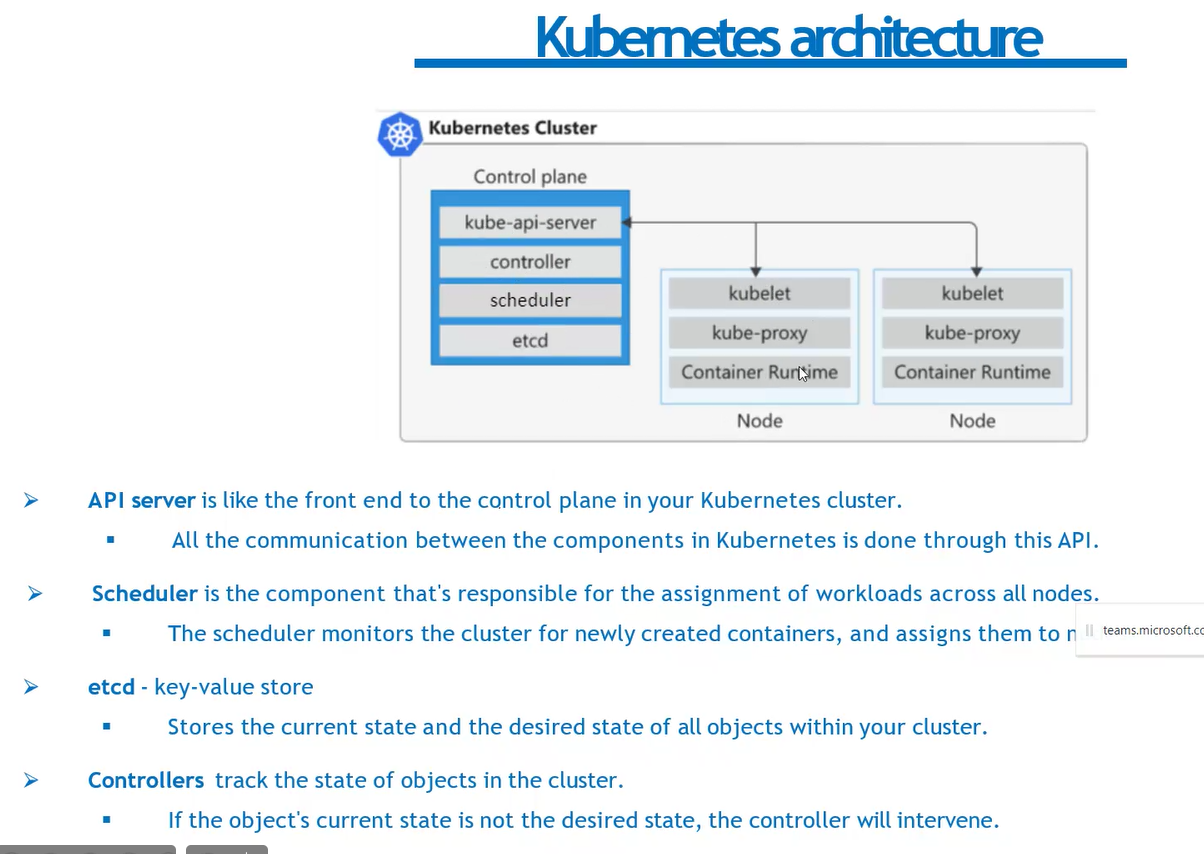 Kubernetes architecture
Kubernetes Cluster
Control plane
kube-api-server
controller
scheduler
etcd
kubelet
kube-proxy
Container Runtime
Node
kubelet
kube-proxy
Container Runtime
Node
➢ API server is like the front end to the control plane in your Kubernetes cluster.
▪ All the communication between the components in Kubernetes is done through this API.
➢ Scheduler is the component that's responsible for the assignment of workloads across all nodes.
▪ The scheduler monitors the cluster for newly created containers, and assigns them to
teams.microsoft.co
➢ etcd - key-value store
▪ Stores the current state and the desired state of all objects within your cluster.
➢ Controllers track the state of objects in the cluster.
▪ If the object's current state is not the desired state, the controller will intervene.